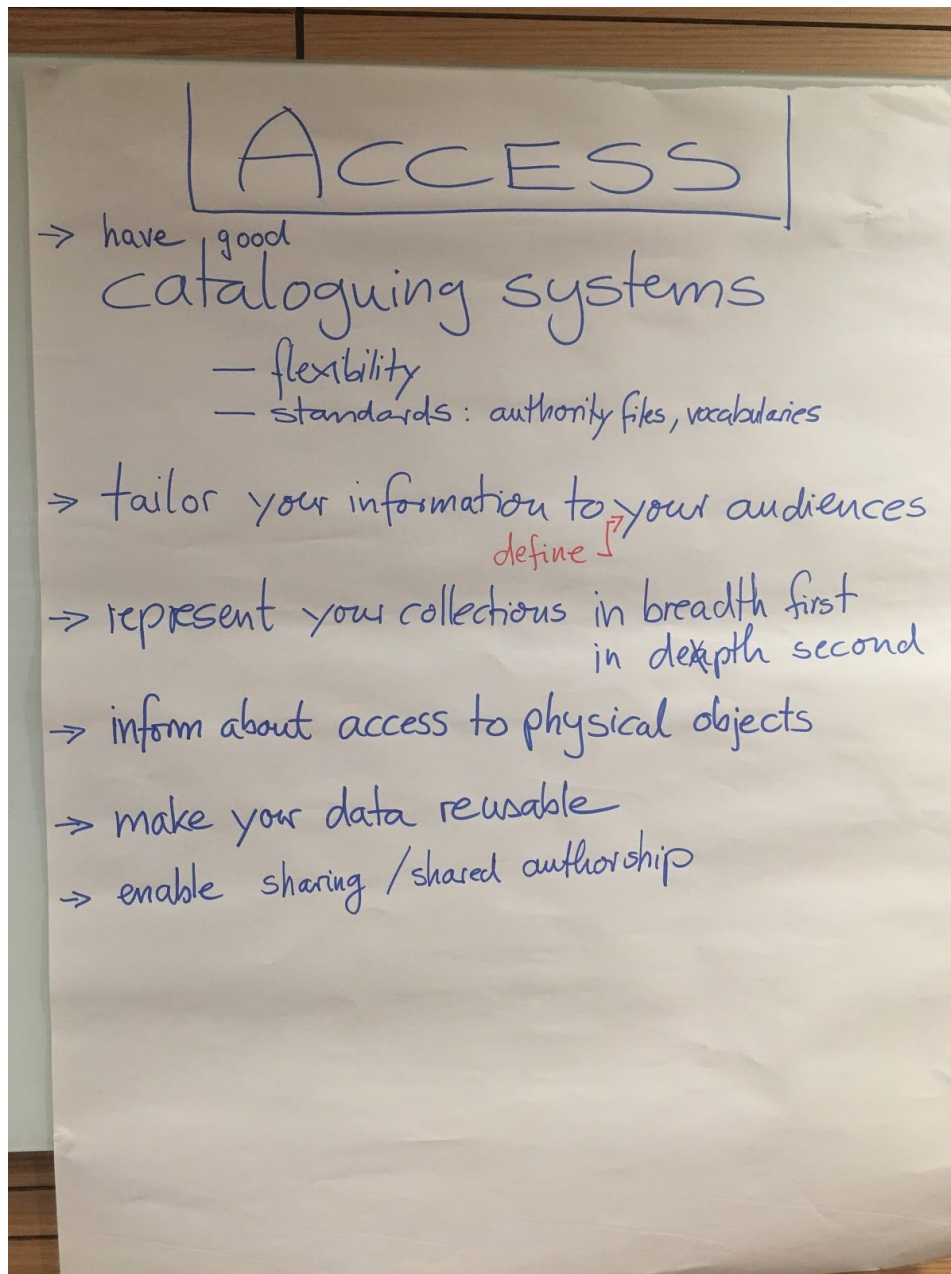 ACCESS
→ have good
cataloguing systems
— flexibility
— standards: authority files, vocabularies
→ tailor your information to your audiences
define
→ represent your collections in breadth first
in depth second
→ inform about access to physical objects
→ make your data reusable
→ enable sharing / shared authorship